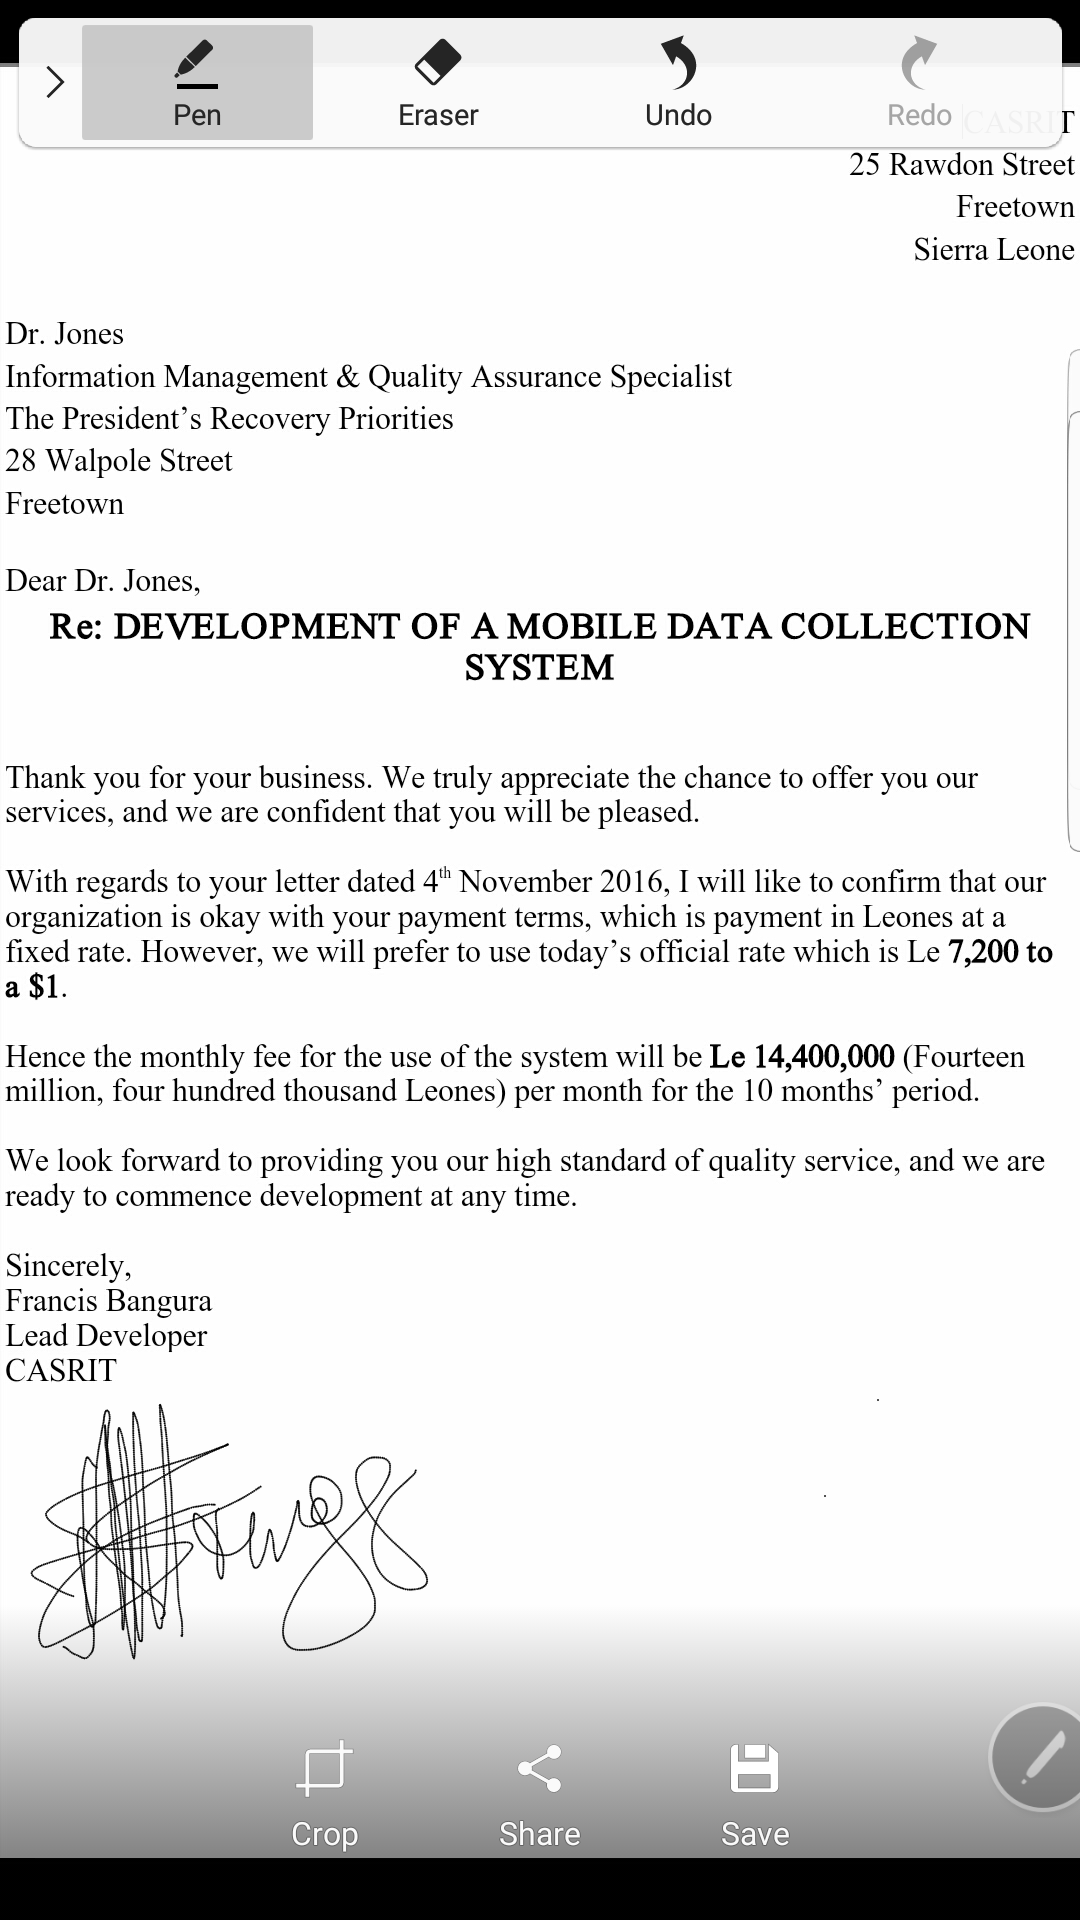 Pen
Eraser
Undo
Redo
CASRIT
25 Rawdon Street
Freetown
Sierra Leone
Dr. Jones
Information Management & Quality Assurance Specialist
The President’s Recovery Priorities
28 Walpole Street
Freetown
Dear Dr. Jones,
Re: DEVELOPMENT OF A MOBILE DATA COLLECTION
SYSTEM
Thank you for your business. We truly appreciate the chance to offer you our
services, and we are confident that you will be pleased.
With regards to your letter dated 4th November 2016, I will like to confirm that our
organization is okay with your payment terms, which is payment in Leones at a
fixed rate. However, we will prefer to use today’s official rate which is Le 7,200 to
a $1.
Hence the monthly fee for the use of the system will be Le 14,400,000 (Fourteen
million, four hundred thousand Leones) per month for the 10 months’ period.
We look forward to providing you our high standard of quality service, and we are
ready to commence development at any time.
Sincerely,
Francis Bangura
Lead Developer
CASRIT
Crop
Share
Save